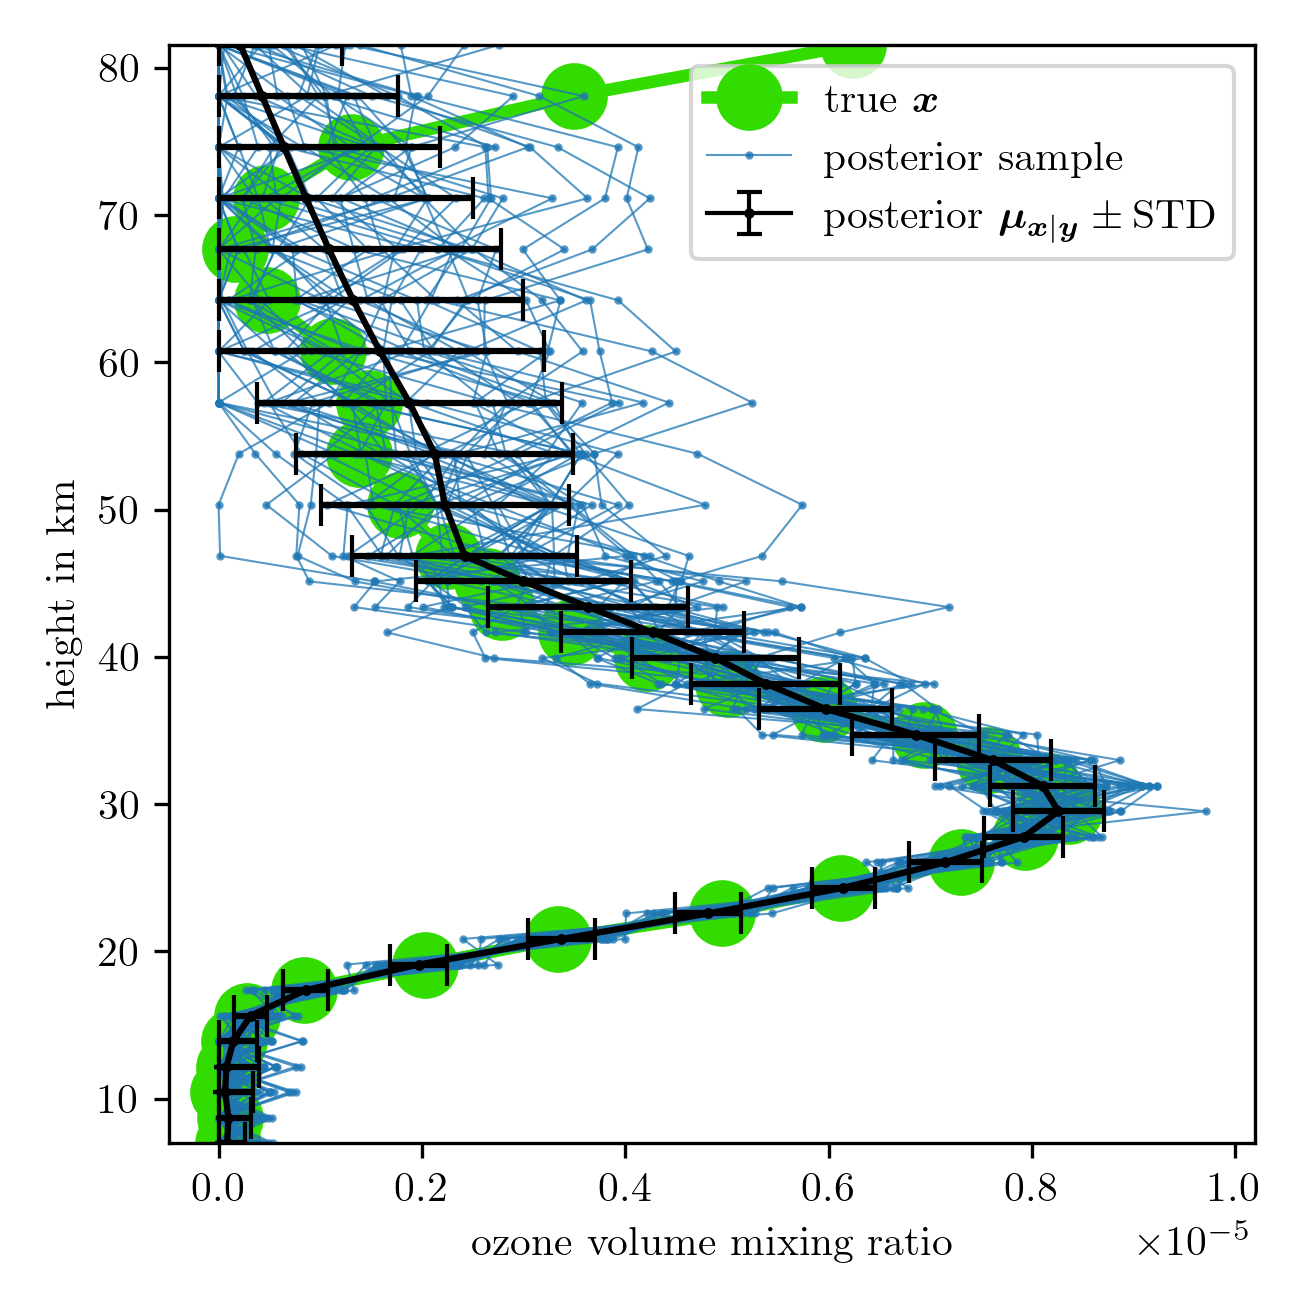 80
70
60
50
40
30
20
10
height in km
true x
posterior sample
posterior μx|y ± STD
0.0 0.2 0.4 0.6 0.8 1.0
ozone volume mixing ratio
×10⁻⁵